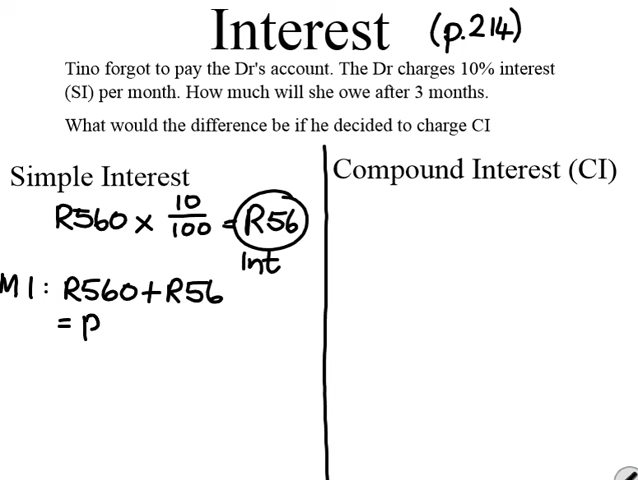 Interest (p.214)
Tino forgot to pay the Dr's account. The Dr charges 10% interest
(SI) per month. How much will she owe after 3 months.
What would the difference be if he decided to charge CI
Simple Interest
R560 × 10/100 = R56
Int
M1: R560 + R56
= p
Compound Interest (CI)